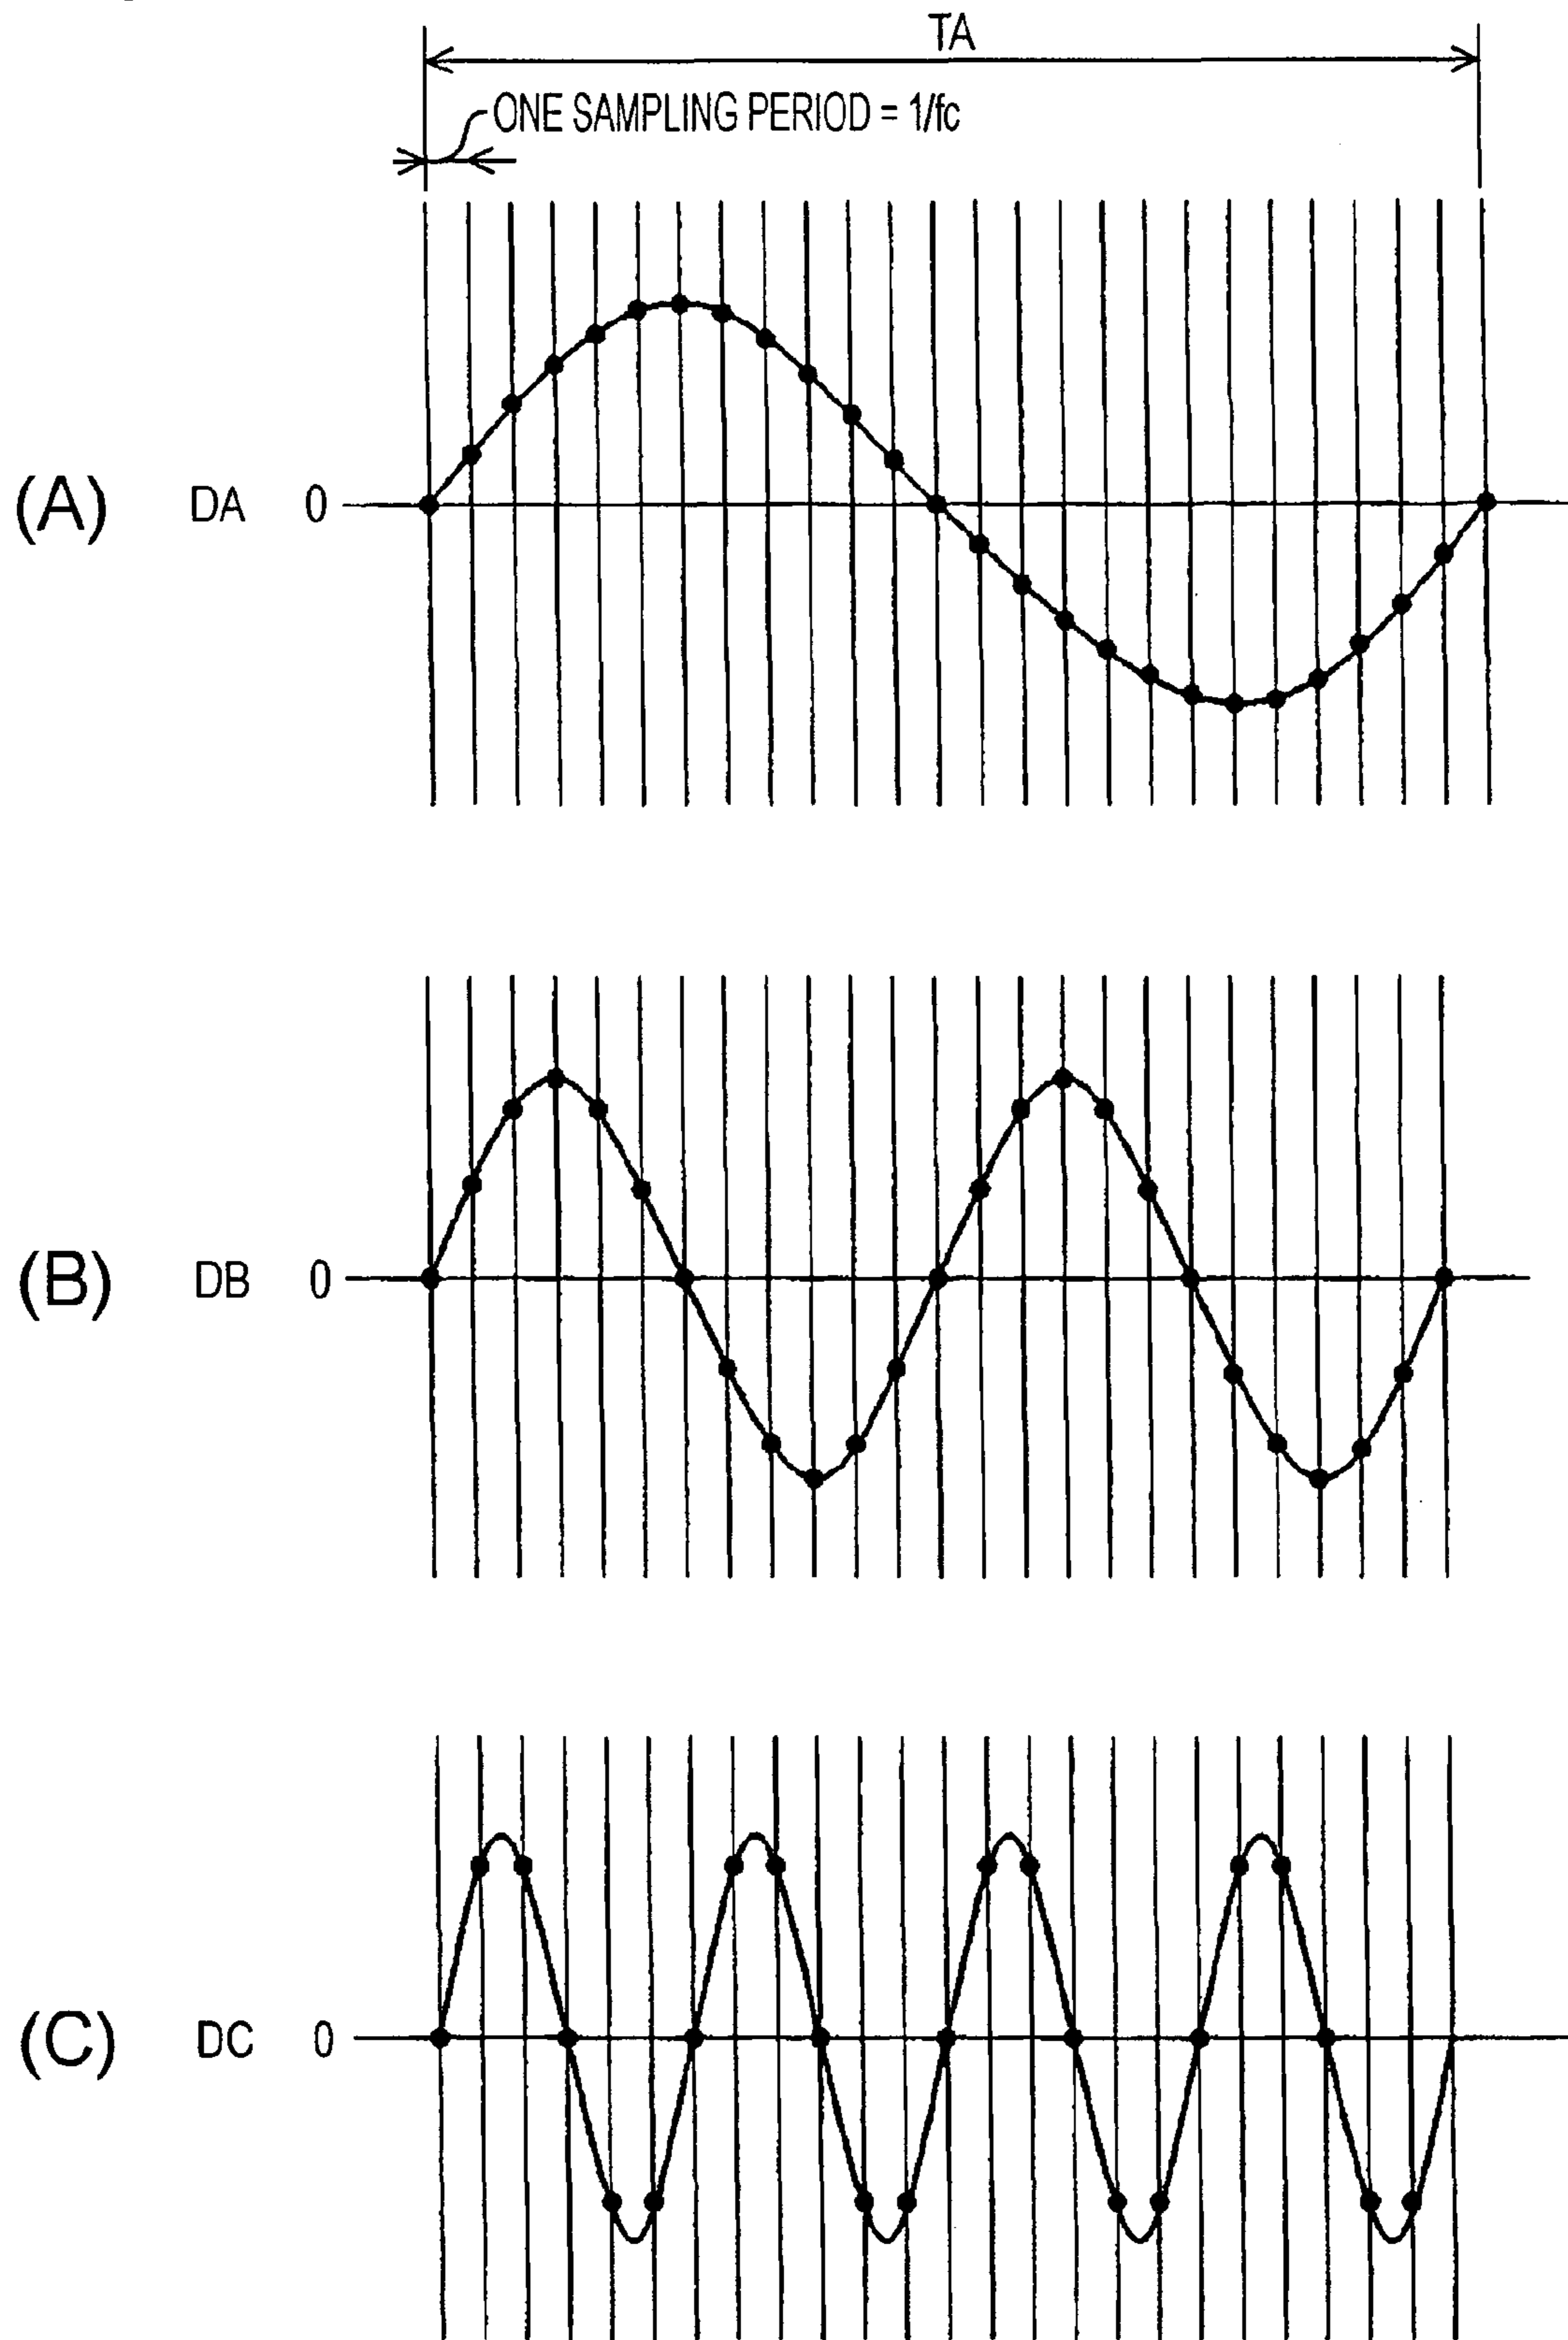 TA
ONE SAMPLING PERIOD = 1/fc
(A) DA 0
(B) DB 0
(C) DC 0